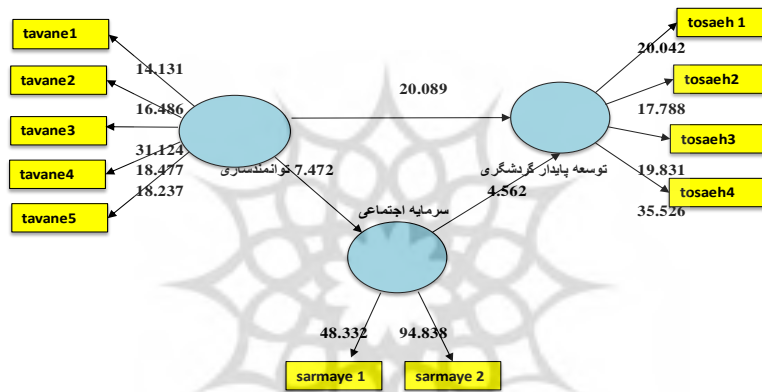 tavane1
tosaeh 1
14.131
20.042
tavane2
20.089
tosaeh2
16.486
17.788
tavane3
tosaeh3
31.124
18.477
توانمندسازی
7.472
4.562
توسعه پایدار گردشگری
19.831
tavane4
18.237
tosaeh4
tavane5
سرمایه اجتماعی
35.526
48.332
94.838
sarmaye 1
sarmaye 2